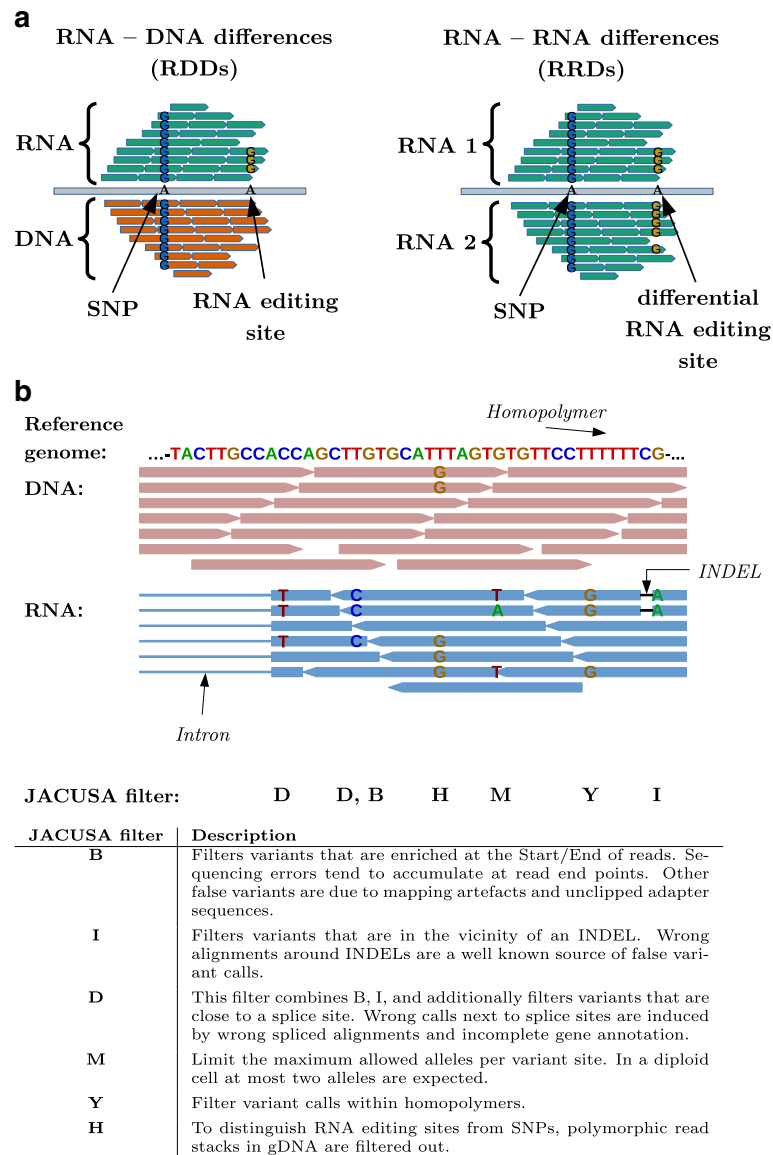 a
RNA – DNA differences
(RDDs)
RNA – RNA differences
(RRDs)
RNA
G
G
G
G
G G
G G
G G
G
A A
DNA
G
G
G
G
G
G
G
G
SNP
RNA editing
site
RNA 1
G
G
G
G
G G
G G
G G
G
A A
RNA 2
G G
G G
G G
G G
G
G G
G
G
SNP
differential
RNA editing
site
b
Homopolymer
Reference
genome:
...-TACTTGCCACCAGCTTGTGCATTTAGTGTGTTCCTTTTTTCG-...
G
DNA: G
INDEL
T C T G A
RNA: T C A G A
T C G
G
G T G
Intron
JACUSA filter: D D, B H M Y I
JACUSA filter Description
B Filters variants that are enriched at the Start/End of reads. Se-
quencing errors tend to accumulate at read end points. Other
false variants are due to mapping artefacts and unclipped adapter
sequences.
I Filters variants that are in the vicinity of an INDEL. Wrong
alignments around INDELs are a well known source of false vari-
ant calls.
D This filter combines B, I, and additionally filters variants that are
close to a splice site. Wrong calls next to splice sites are induced
by wrong spliced alignments and incomplete gene annotation.
M Limit the maximum allowed alleles per variant site. In a diploid
cell at most two alleles are expected.
Y Filter variant calls within homopolymers.
H To distinguish RNA editing sites from SNPs, polymorphic read
stacks in gDNA are filtered out.